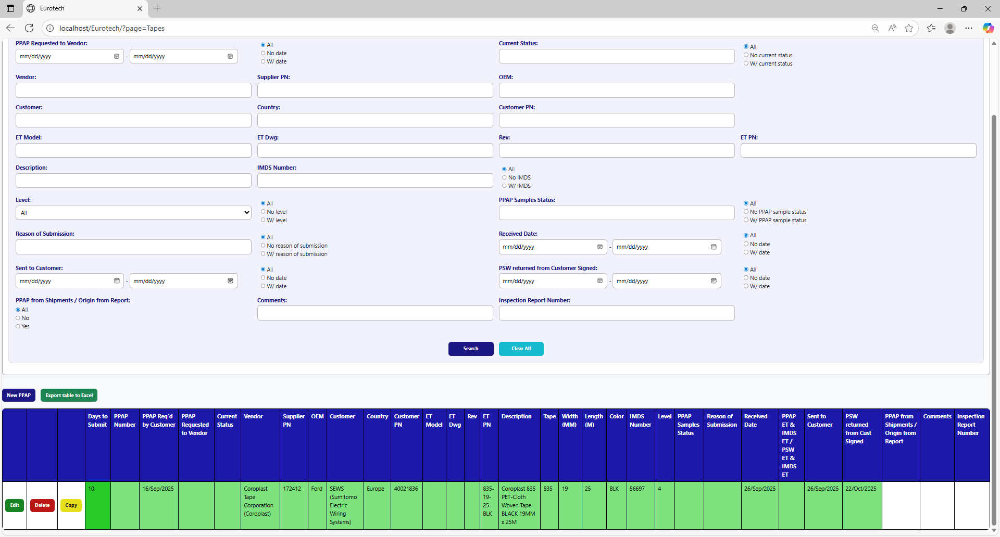 Eurotech
localhost/Eurotech/?page=Tapes
PPAP Requested to Vendor:
mm/dd/yyyy - mm/dd/yyyy
All
No date
W/ date
Current Status:
All
No current status
W/ current status
Vendor:
Supplier PN:
OEM:
Customer:
Country:
Customer PN:
ET Model:
ET Dwg:
Rev:
ET PN:
Description:
IMDS Number:
All
No IMDS
W/ IMDS
Level:
All
All
No level
W/ level
PPAP Samples Status:
All
No PPAP sample status
W/ PPAP sample status
Reason of Submission:
All
No reason of submission
W/ reason of submission
Received Date:
mm/dd/yyyy - mm/dd/yyyy
All
No date
W/ date
Sent to Customer:
mm/dd/yyyy - mm/dd/yyyy
All
No date
W/ date
PSW returned from Customer Signed:
mm/dd/yyyy - mm/dd/yyyy
All
No date
W/ date
PPAP from Shipments / Origin from Report:
All
No
Yes
Comments:
Inspection Report Number:
Search
Clear All
New PPAP
Export table to Excel
Days to
Submit
PPAP
Number
PPAP Req'd
by Customer
PPAP
Requested
to Vendor
Current
Status
Vendor
Supplier
PN
OEM
Customer
Country
Customer
PN
ET
Model
ET
Dwg
Rev
ET
PN
Description
Tape
Width
(MM)
Length
(M)
Color
IMDS
Number
Level
PPAP
Samples
Status
Reason of
Submission
Received
Date
PPAP
ET &
IMDS
ET /
PSW
ET &
IMDS
ET
Sent to
Customer
PSW
returned
from Cust
Signed
PPAP from
Shipments /
Origin from
Report
Comments
Inspection
Report
Number
Edit
Delete
Copy
10
16/Sep/2025
Coroplast
Tape
Corporation
(Coroplast)
172412
Ford
SEWS
(Sumitomo
Electric
Wiring
Systems)
Europe
40021836
835-
19-
25-
BLK
Coroplast 835
PET-Cloth
Woven Tape
BLACK 19MM
x 25M
835
19
25
BLK
56697
4
26/Sep/2025
26/Sep/2025
22/Oct/2025